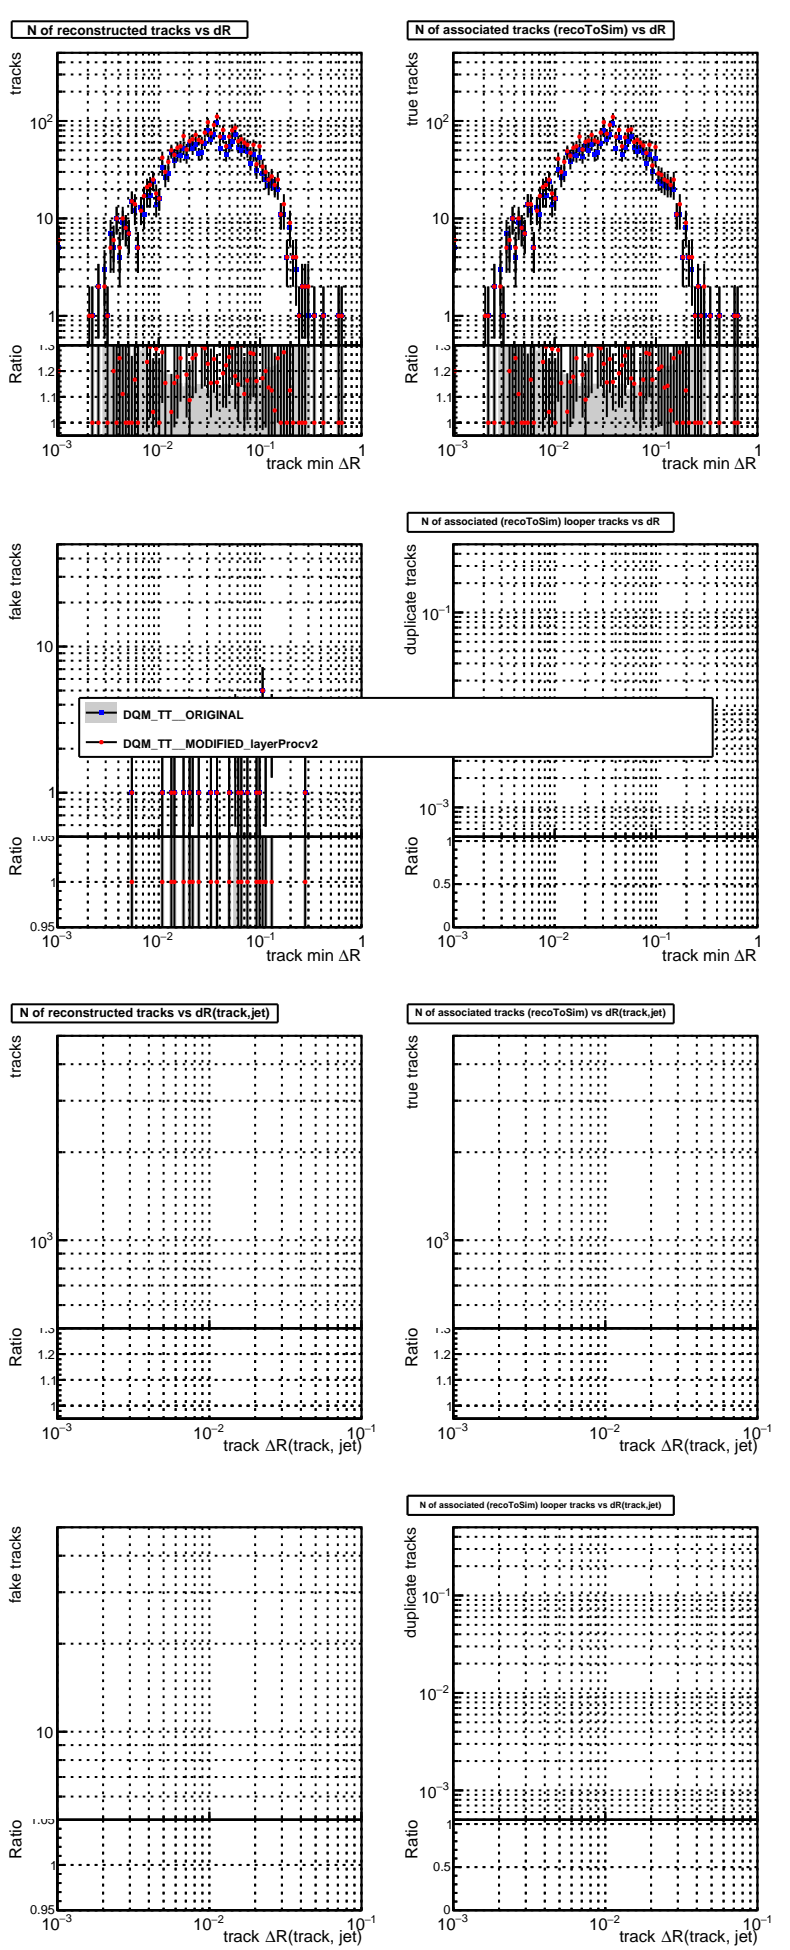 N of reconstructed tracks vs dR
N of associated tracks (recoToSim) vs dR
tracks
10²
10
1
Ratio
1.3
1.2
1.1
1
10⁻³ 10⁻² 10⁻¹ 1
track min ΔR
true tracks
10²
10
1
Ratio
1.3
1.2
1.1
1
10⁻³ 10⁻² 10⁻¹ 1
track min ΔR
N of associated (recoToSim) looper tracks vs dR
fake tracks
10
1
Ratio
1.05
1
0.95
10⁻³ 10⁻² 10⁻¹ 1
track min ΔR
duplicate tracks
10⁻¹
10⁻³
Ratio
1
0.5
0
10⁻³ 10⁻² 10⁻¹ 1
track min ΔR
DQM_TT__ORIGINAL
DQM_TT__MODIFIED_layerProcv2
N of reconstructed tracks vs dR(track,jet)
N of associated tracks (recoToSim) vs dR(track,jet)
tracks
10³
Ratio
1.3
1.2
1.1
1
10⁻³ 10⁻² 10⁻¹
track ΔR(track, jet)
true tracks
10³
Ratio
1.3
1.2
1.1
1
10⁻³ 10⁻² 10⁻¹
track ΔR(track, jet)
N of associated (recoToSim) looper tracks vs dR(track,jet)
fake tracks
10
Ratio
1.05
1
0.95
10⁻³ 10⁻² 10⁻¹
track ΔR(track, jet)
duplicate tracks
10⁻¹
10⁻²
10⁻³
Ratio
1
0.5
0
10⁻³ 10⁻² 10⁻¹
track ΔR(track, jet)